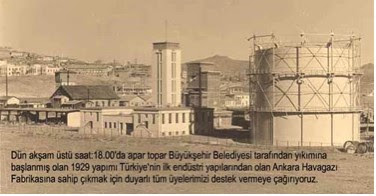 Dün akşam üstü saat:18.00'da apar topar Büyükşehir Belediyesi tarafından yıkımına
başlanmış olan 1929 yapımı Türkiye'nin ilk endüstri yapılarından olan Ankara Havagazı
Fabrikasına sahip çıkmak için duyarlı tüm üyelerimizi destek vermeye çağırıyoruz.